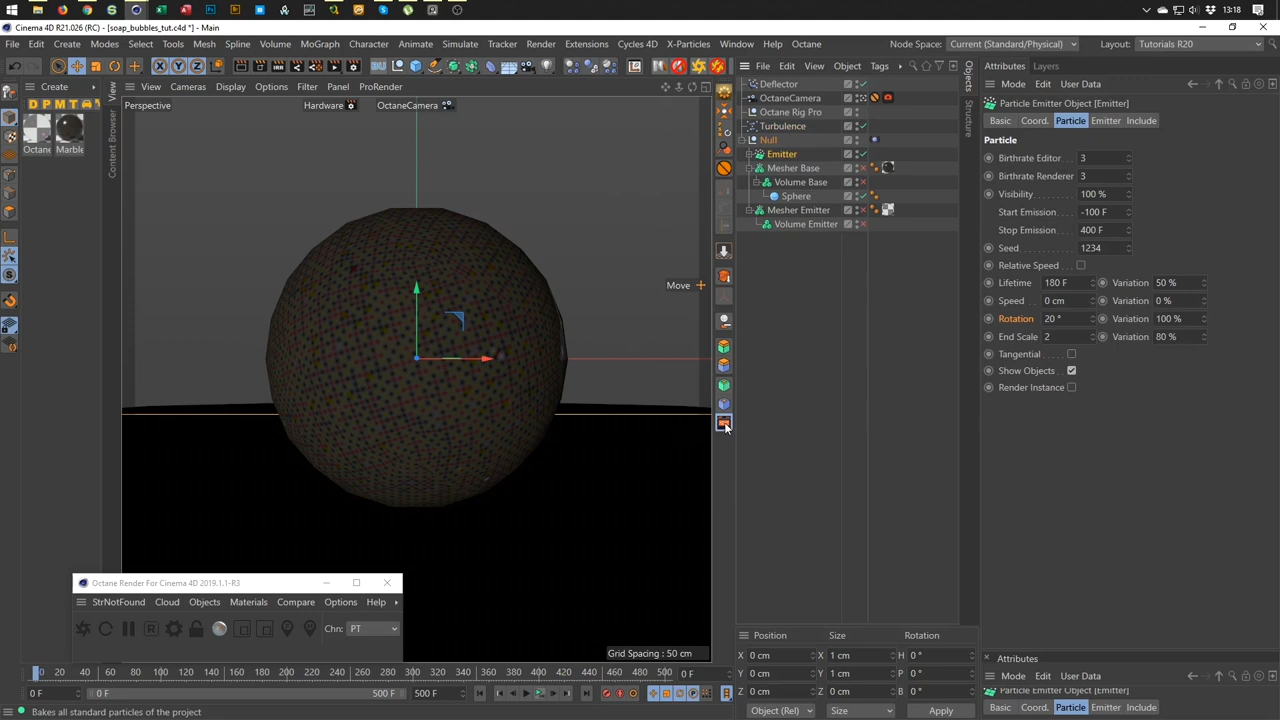 13:18
Cinema 4D R21.026 (RC) - [soap_bubbles_tut.c4d *] - Main
File Edit Create Modes Select Tools Mesh Spline Volume MoGraph Character Animate Simulate Tracker Render Extensions Cycles 4D X-Particles Window Help Octane Node Space: Current (Standard/Physical) Layout: Tutorials R20
Create
View Cameras Display Options Filter Panel ProRender
File Edit View Object Tags
Attributes Layers
Mode Edit User Data
D P M T
Perspective Hardware OctaneCamera
Octane Marble
View
Content Browser
Objects
Structure
Deflector
OctaneCamera
Octane Rig Pro
Turbulence
Null
Emitter
Mesher Base
Volume Base
Sphere
Mesher Emitter
Volume Emitter
Particle Emitter Object [Emitter]
Basic Coord. Particle Emitter Include
Particle
Birthrate Editor 3
Birthrate Renderer 3
Visibility 100 %
Start Emission -100 F
Stop Emission 400 F
Seed 1234
Relative Speed
Lifetime 180 F Variation 50 %
Speed 0 cm Variation 0 %
Rotation 20 ° Variation 100 %
End Scale 2 Variation 80 %
Tangential
Show Objects
Render Instance
Move
Octane Render For Cinema 4D 2019.1.1-R3
StrNotFound Cloud Objects Materials Compare Options Help
R
Chn: PT
Grid Spacing : 50 cm
0 20 40 60 80 100 120 140 160 180 200 220 240 260 280 300 320 340 360 380 400 420 440 460 480 500 0 F
0 F 0 F 500 F 500 F
Bakes all standard particles of the project
Position Size Rotation
X 0 cm X 1 cm H 0 °
Y 0 cm Y 1 cm P 0 °
Z 0 cm Z 1 cm B 0 °
Object (Rel) Size Apply
Attributes
Mode Edit User Data
Particle Emitter Object [Emitter]
Basic Coord. Particle Emitter Include